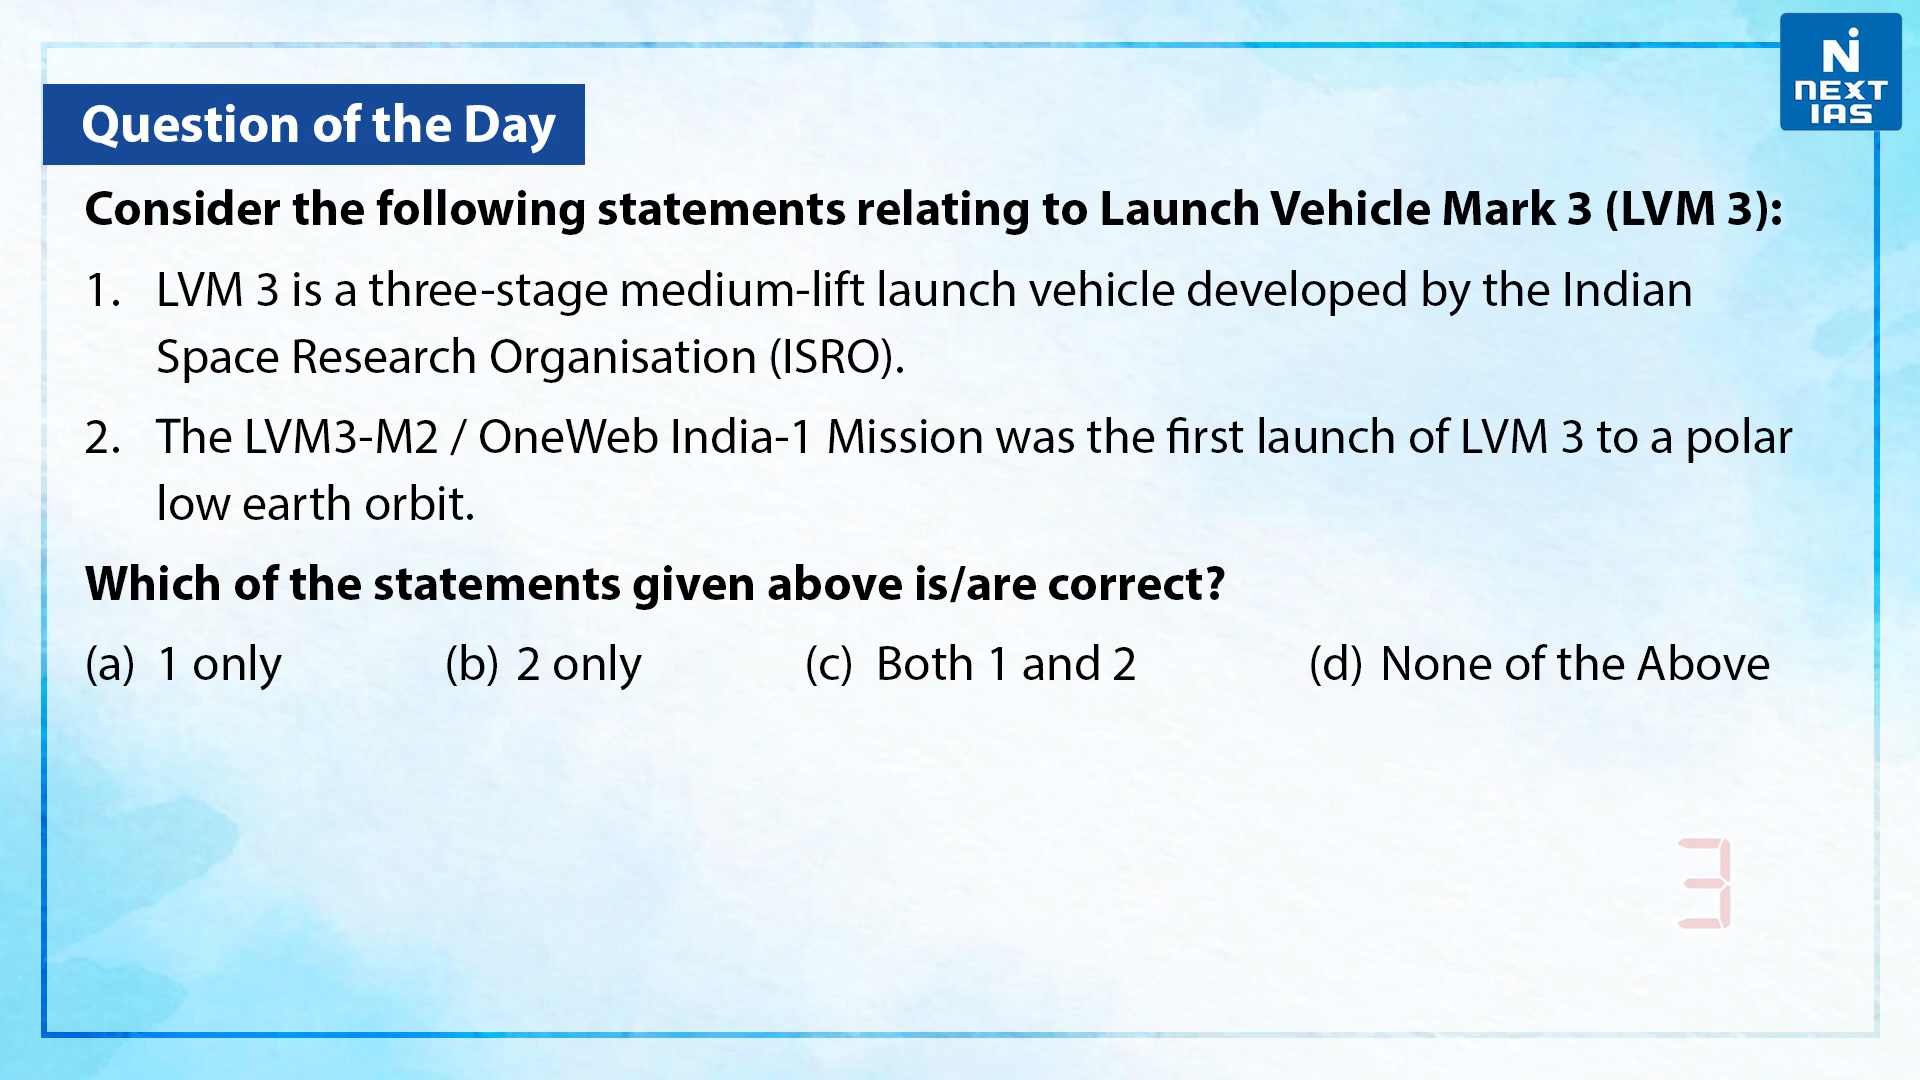 NEXT
IAS
Question of the Day
Consider the following statements relating to Launch Vehicle Mark 3 (LVM 3):
1. LVM 3 is a three-stage medium-lift launch vehicle developed by the Indian
Space Research Organisation (ISRO).
2. The LVM3-M2 / OneWeb India-1 Mission was the first launch of LVM 3 to a polar
low earth orbit.
Which of the statements given above is/are correct?
(a) 1 only (b) 2 only (c) Both 1 and 2 (d) None of the Above
3